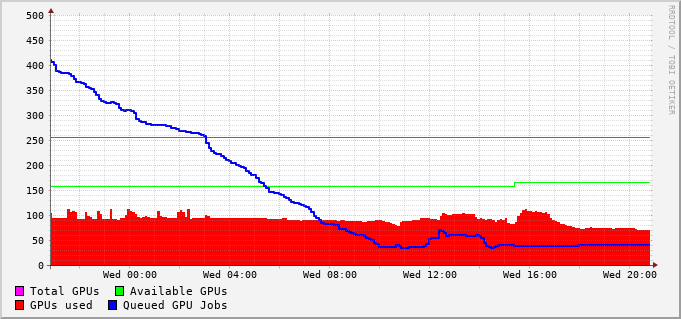 500
450
400
350
300
250
200
150
100
50
0
Wed 00:00 Wed 04:00 Wed 08:00 Wed 12:00 Wed 16:00 Wed 20:00
Total GPUs Available GPUs
GPUs used Queued GPU Jobs
RRDTOOL / TOBI OETIKER